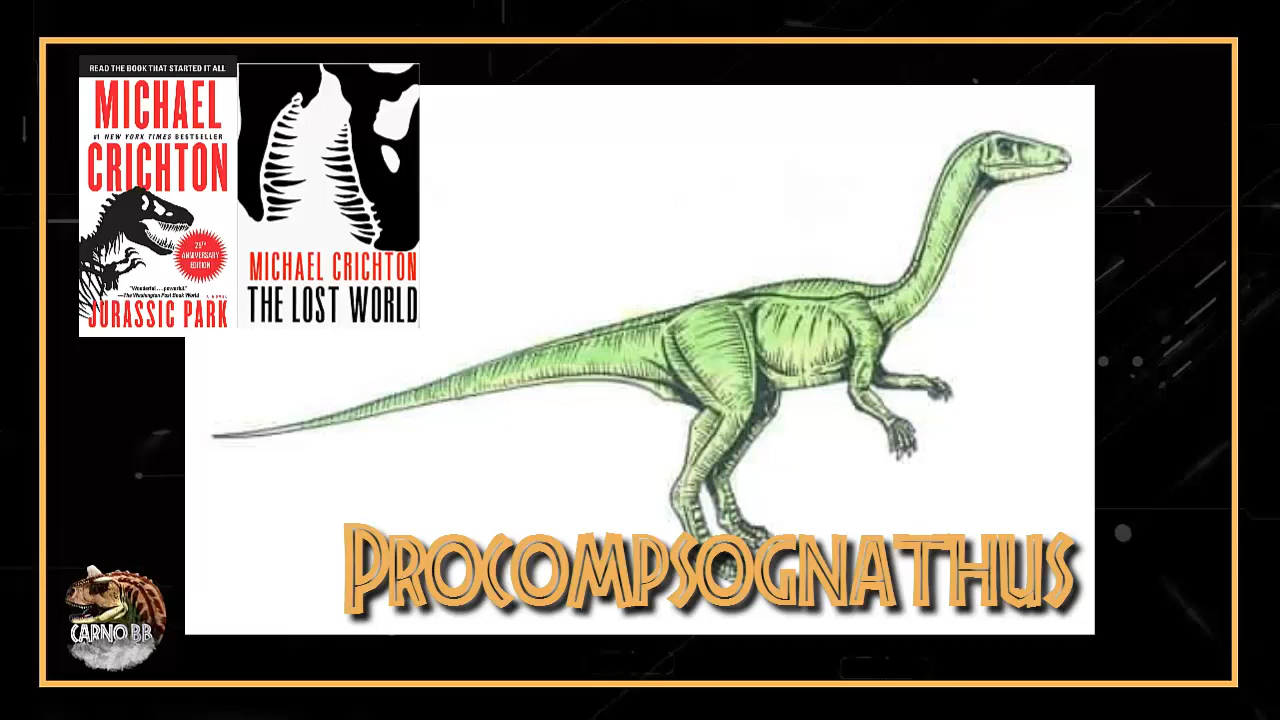 READ THE BOOK THAT STARTED IT ALL
MICHAEL
#1 NEW YORK TIMES BESTSELLER
CRICHTON
25TH
ANNIVERSARY
EDITION
"Wonderful...powerful."
—The Washington Post Book World
A NOVEL
JURASSIC PARK
MICHAEL CRICHTON
THE LOST WORLD
PROCOMPSOGNATHUS
CARNO BB